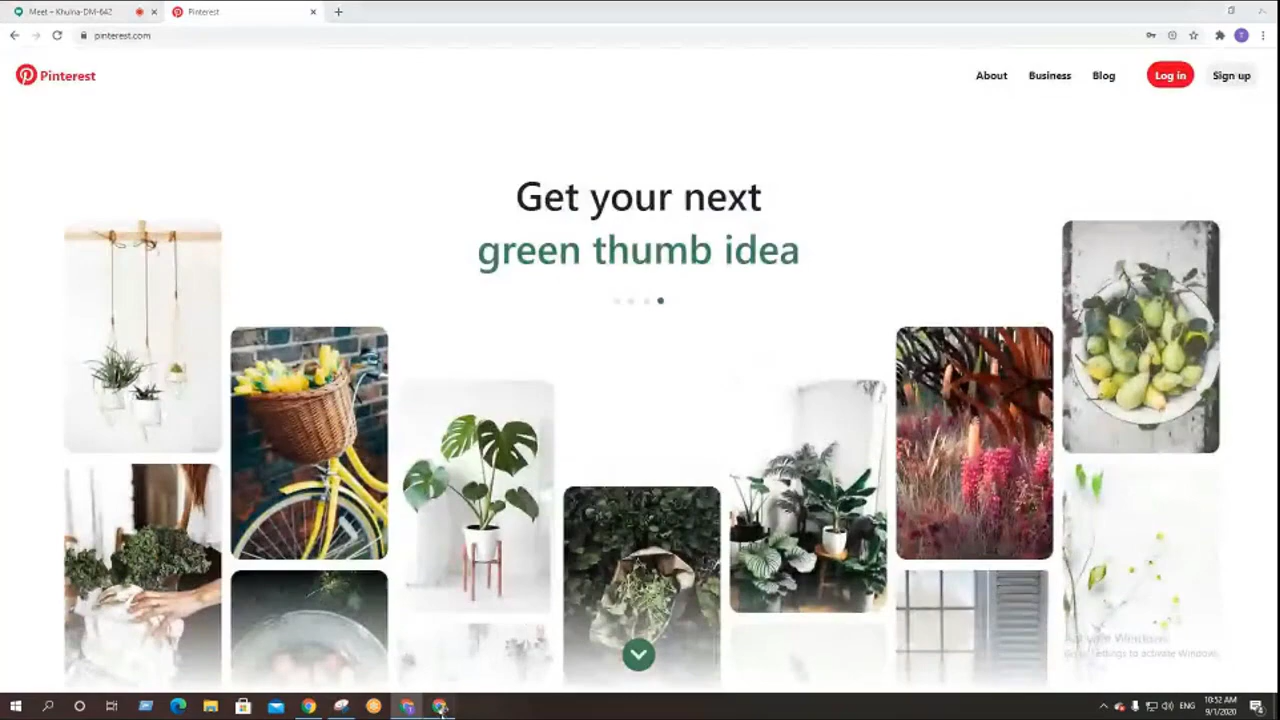 Meet – Khulna-DM-642
Pinterest
pinterest.com
T
Pinterest
About
Business
Blog
Log in
Sign up
Get your next
green thumb idea
Activate Windows
Go to Settings to activate Windows.
ENG
10:52 AM
9/1/2020